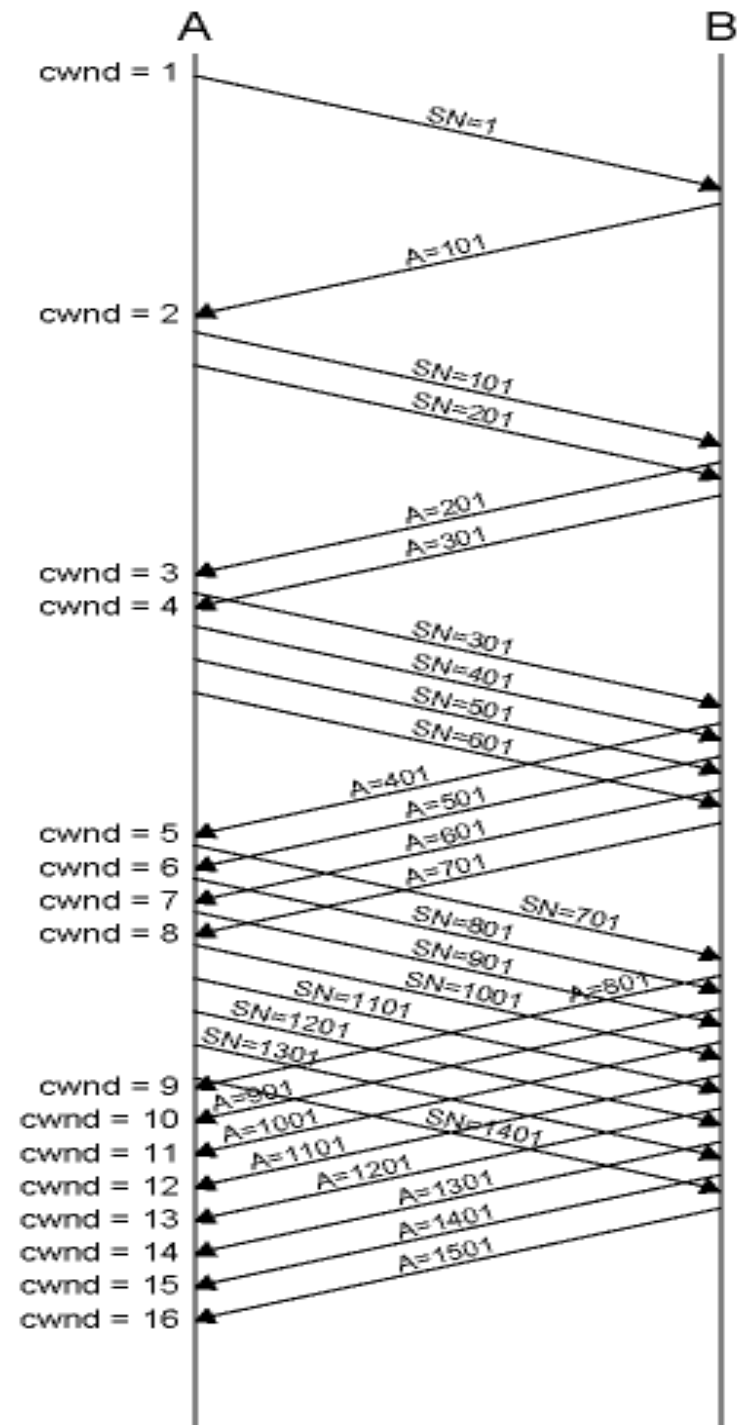 A
B
cwnd = 1
SN=1
A=101
cwnd = 2
SN=101
SN=201
A=201
A=301
cwnd = 3
cwnd = 4
SN=301
SN=401
SN=501
SN=601
A=401
A=501
A=601
A=701
cwnd = 5
cwnd = 6
cwnd = 7
cwnd = 8
SN=701
SN=801
SN=901
SN=1001
A=801
SN=1101
SN=1201
SN=1301
cwnd = 9
A=901
cwnd = 10
A=1001
SN=1401
cwnd = 11
A=1101
cwnd = 12
A=1201
cwnd = 13
A=1301
cwnd = 14
A=1401
cwnd = 15
A=1501
cwnd = 16